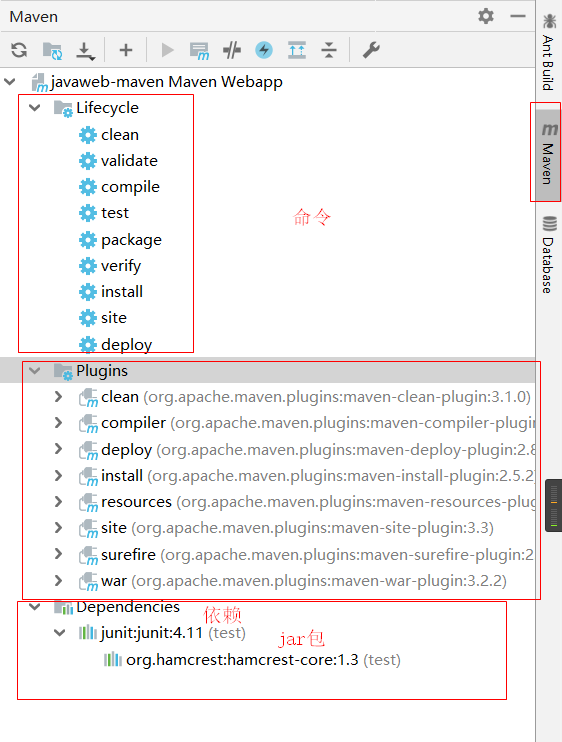 Maven
javaweb-maven Maven Webapp
Lifecycle
clean
validate
compile
test
命令
package
verify
install
site
deploy
Plugins
clean (org.apache.maven.plugins:maven-clean-plugin:3.1.0)
compiler (org.apache.maven.plugins:maven-compiler-plugin
deploy (org.apache.maven.plugins:maven-deploy-plugin:2.8
install (org.apache.maven.plugins:maven-install-plugin:2.5.2)
resources (org.apache.maven.plugins:maven-resources-plug
site (org.apache.maven.plugins:maven-site-plugin:3.3)
surefire (org.apache.maven.plugins:maven-surefire-plugin:2
war (org.apache.maven.plugins:maven-war-plugin:3.2.2)
Dependencies
依赖
junit:junit:4.11 (test)
jar包
org.hamcrest:hamcrest-core:1.3 (test)
Ant Build
Maven
Database